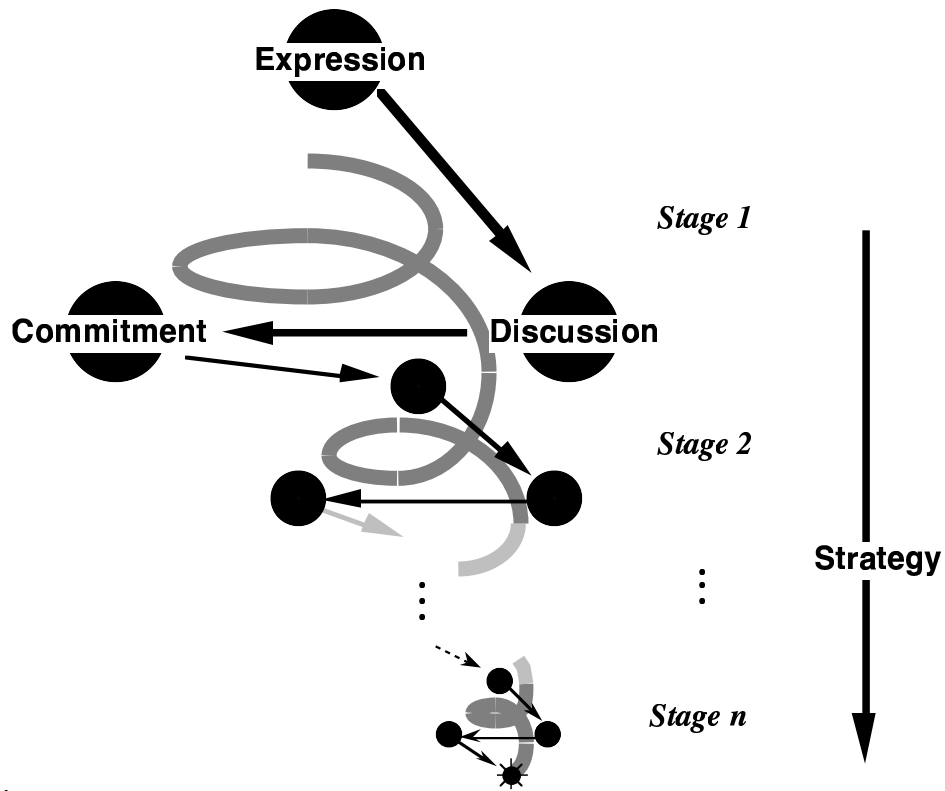 Expression
Stage 1
Commitment
Discussion
Stage 2
Strategy
Stage n